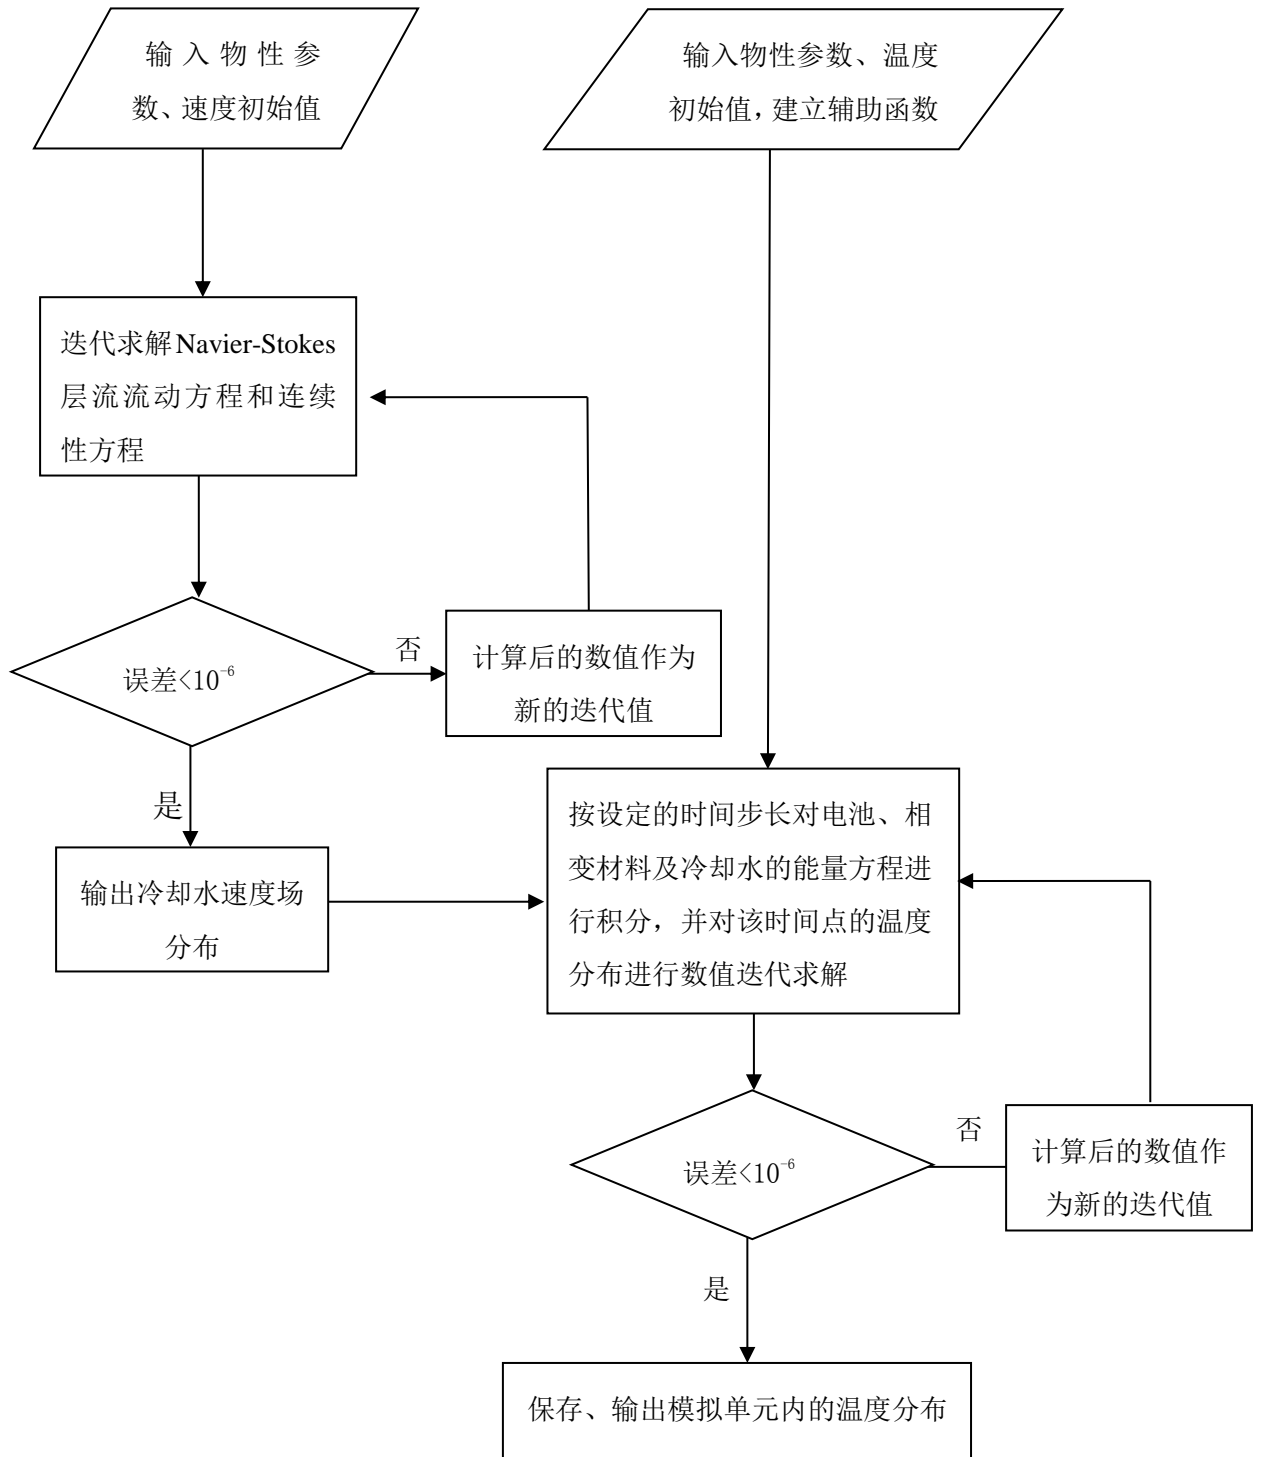 输入物性参
数、速度初始值
输入物性参数、温度
初始值，建立辅助函数
迭代求解Navier-Stokes
层流流动方程和连续
性方程
误差<10⁻⁶
否
计算后的数值作为
新的迭代值
是
输出冷却水速度场
分布
按设定的时间步长对电池、相
变材料及冷却水的能量方程进
行积分，并对该时间点的温度
分布进行数值迭代求解
误差<10⁻⁶
否
计算后的数值作
为新的迭代值
是
保存、输出模拟单元内的温度分布